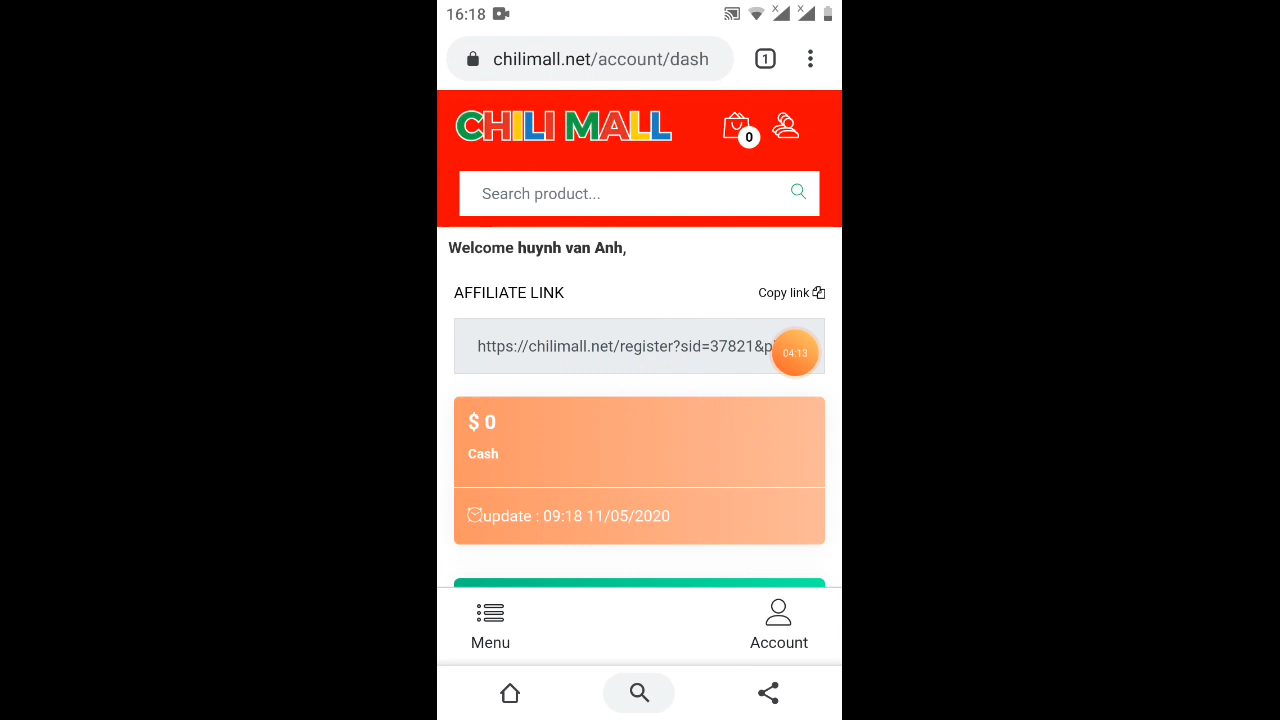 16:18
chilimall.net/account/dash
1
CHILI MALL
0
Search product...
Welcome huynh van Anh,
AFFILIATE LINK
Copy link
https://chilimall.net/register?sid=37821&p
04:13
$ 0
Cash
update : 09:18 11/05/2020
Menu
Account